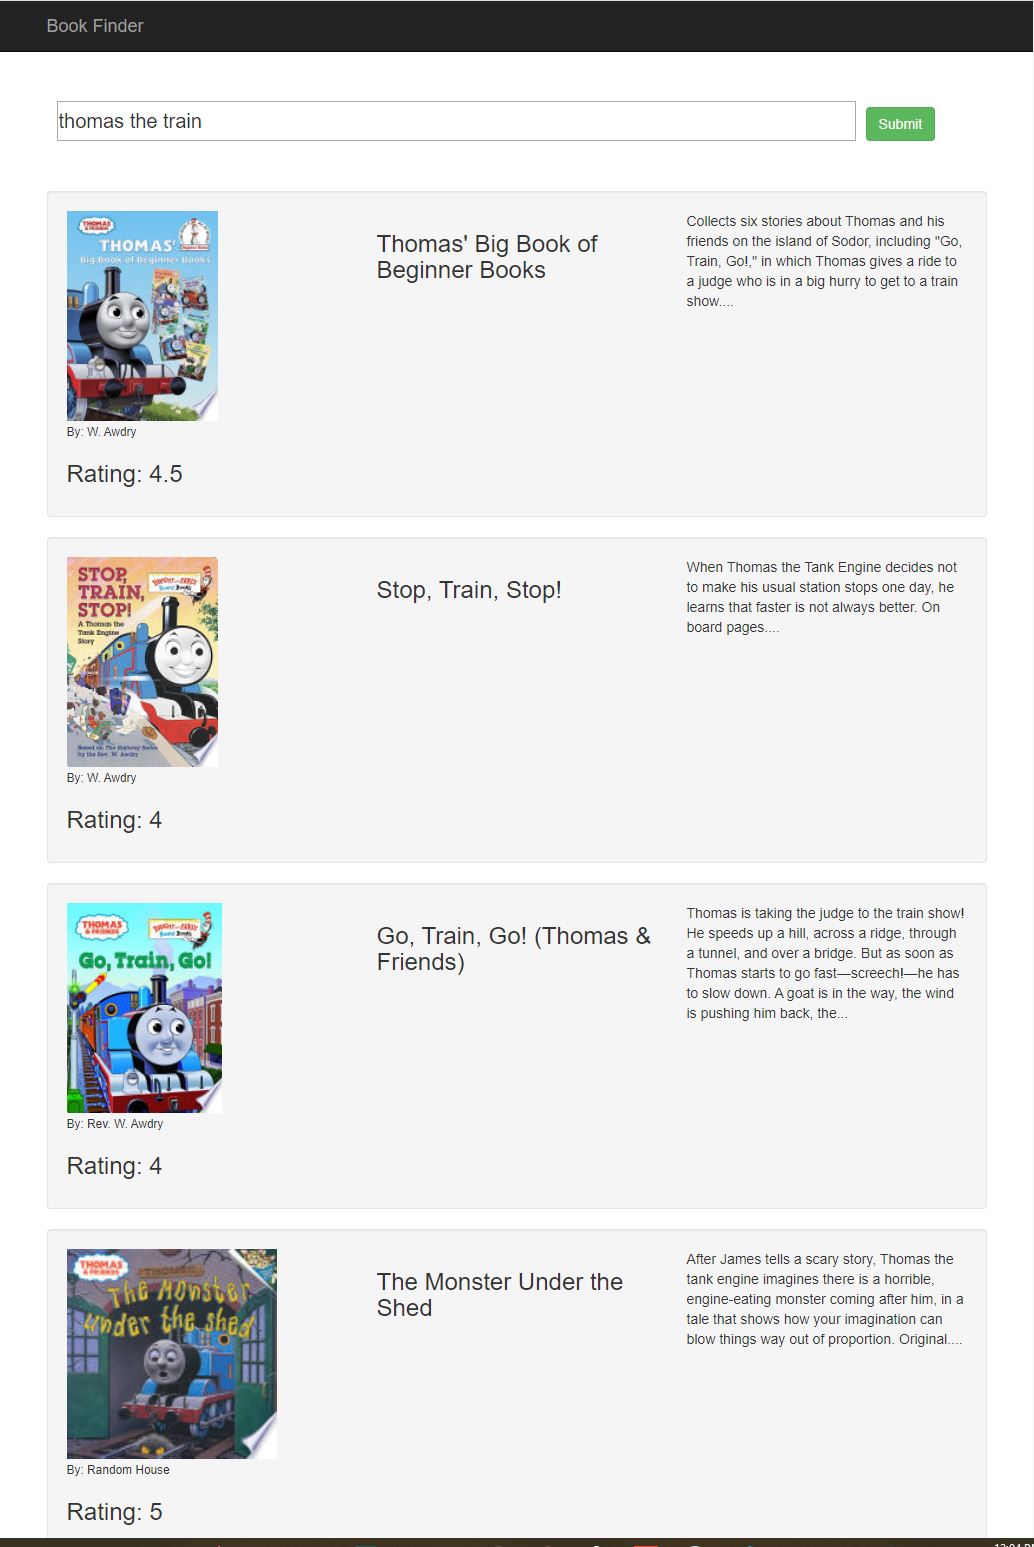 Book Finder
thomas the train
Submit
THOMAS
& FRIENDS
THOMAS'
Big Book of Beginner Books
By: W. Awdry
Rating: 4.5
Thomas' Big Book of
Beginner Books
Collects six stories about Thomas and his
friends on the island of Sodor, including "Go,
Train, Go!," in which Thomas gives a ride to
a judge who is in a big hurry to get to a train
show....
STOP,
TRAIN,
STOP!
A Thomas the
Tank Engine
Story
BRIGHT and EARLY
Board Books
Based on The Railway Series
by the Rev. W. Awdry
By: W. Awdry
Rating: 4
Stop, Train, Stop!
When Thomas the Tank Engine decides not
to make his usual station stops one day, he
learns that faster is not always better. On
board pages....
THOMAS
& FRIENDS
BRIGHT and EARLY
Board Books
Go, Train, Go!
By: Rev. W. Awdry
Rating: 4
Go, Train, Go! (Thomas &
Friends)
Thomas is taking the judge to the train show!
He speeds up a hill, across a ridge, through
a tunnel, and over a bridge. But as soon as
Thomas starts to go fast—screech!—he has
to slow down. A goat is in the way, the wind
is pushing him back, the...
THOMAS
& FRIENDS
The Monster
under the shed
By: Random House
Rating: 5
The Monster Under the
Shed
After James tells a scary story, Thomas the
tank engine imagines there is a horrible,
engine-eating monster coming after him, in a
tale that shows how your imagination can
blow things way out of proportion. Original....